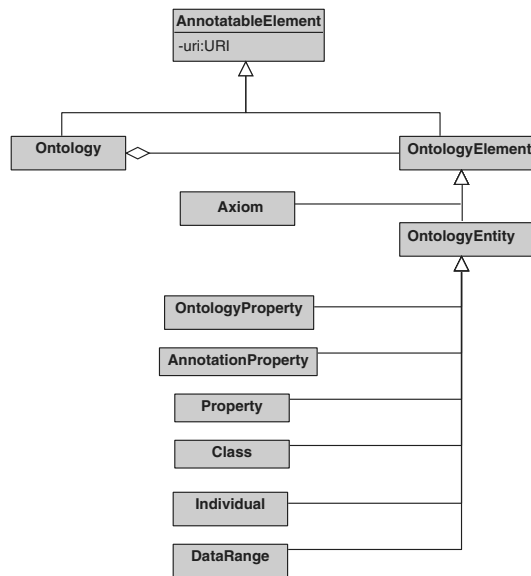 AnnotatableElement
-uri:URI
Ontology
OntologyElement
Axiom
OntologyEntity
OntologyProperty
AnnotationProperty
Property
Class
Individual
DataRange